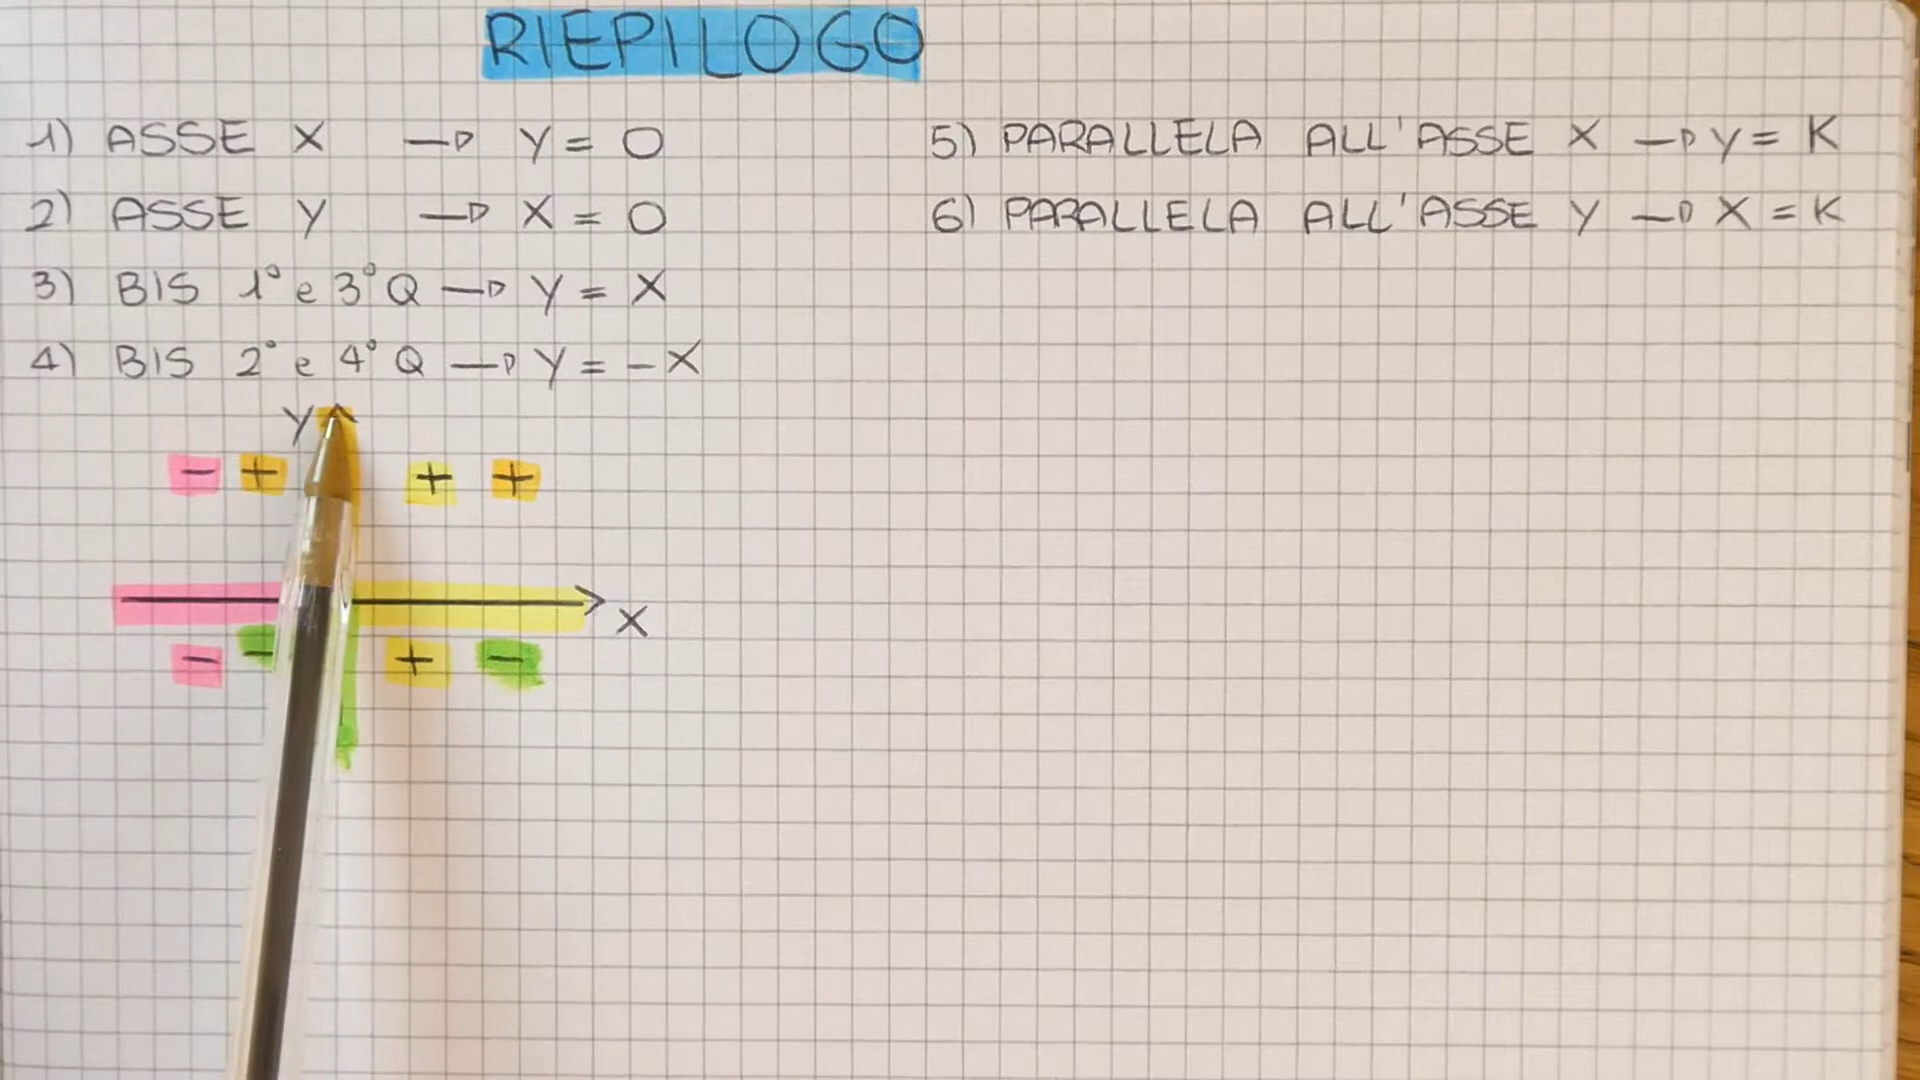 RIEPILOGO
1) ASSE X → Y = 0
2) ASSE Y → X = 0
3) BIS 1° e 3° Q → Y = X
4) BIS 2° e 4° Q → Y = - X
5) PARALLELA ALL'ASSE X → Y = K
6) PARALLELA ALL'ASSE Y → X = K
Y
- + + +
X
- - + -